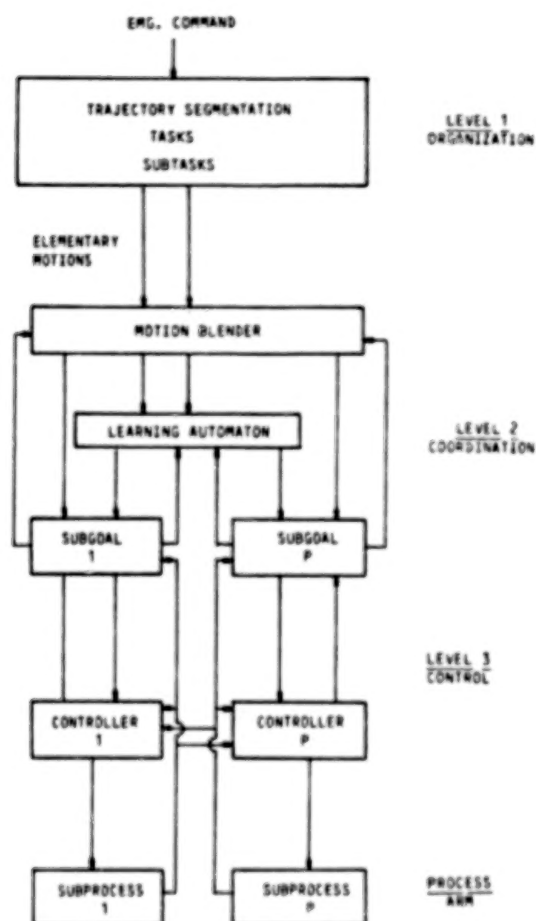 EMG. COMMAND
TRAJECTORY SEGMENTATION
TASKS
SUBTASKS
LEVEL 1
ORGANIZATION
ELEMENTARY
MOTIONS
MOTION BLENDER
LEARNING AUTOMATON
LEVEL 2
COORDINATION
SUBGOAL
1
SUBGOAL
P
LEVEL 3
CONTROL
CONTROLLER
1
CONTROLLER
P
SUBPROCESS
1
SUBPROCESS
P
PROCESS
ARM